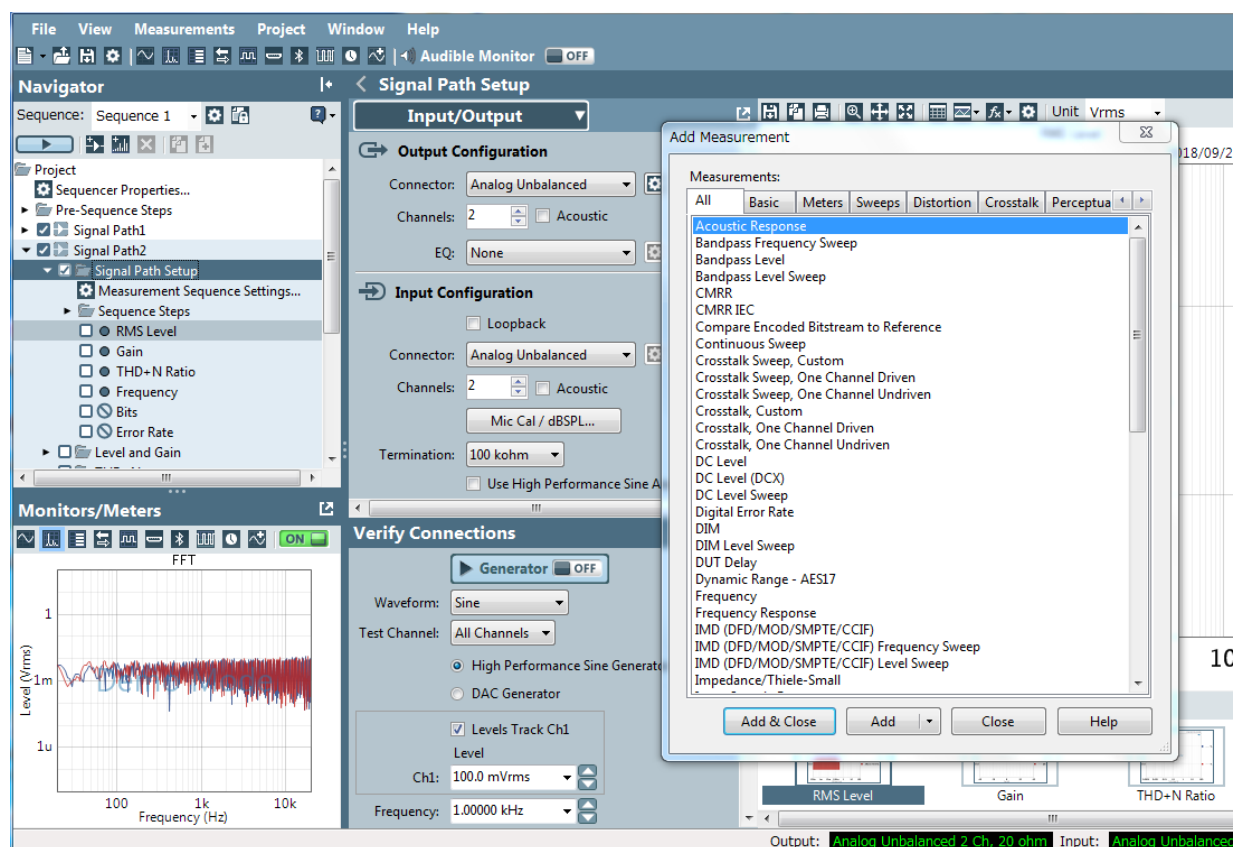 File View Measurements Project Window Help
Audible Monitor OFF
Navigator
Sequence: Sequence 1
Project
Sequencer Properties...
Pre-Sequence Steps
Signal Path1
Signal Path2
Signal Path Setup
Measurement Sequence Settings...
Sequence Steps
RMS Level
Gain
THD+N Ratio
Frequency
Bits
Error Rate
Level and Gain
Monitors/Meters
ON
FFT
Level (Vrms)
1
1m
1u
Demo Mode
100 1k 10k
Frequency (Hz)
Signal Path Setup
Input/Output
Output Configuration
Connector: Analog Unbalanced
Channels: 2 Acoustic
EQ: None
Input Configuration
Loopback
Connector: Analog Unbalanced
Channels: 2 Acoustic
Mic Cal / dBSPL...
Termination: 100 kohm
Use High Performance Sine A
Verify Connections
Generator OFF
Waveform: Sine
Test Channel: All Channels
High Performance Sine Generato
DAC Generator
Levels Track Ch1
Level
Ch1: 100.0 mVrms
Frequency: 1.00000 kHz
Unit Vrms
018/09/2
Add Measurement
Measurements:
All Basic Meters Sweeps Distortion Crosstalk Perceptua
Acoustic Response
Bandpass Frequency Sweep
Bandpass Level
Bandpass Level Sweep
CMRR
CMRR IEC
Compare Encoded Bitstream to Reference
Continuous Sweep
Crosstalk Sweep, Custom
Crosstalk Sweep, One Channel Driven
Crosstalk Sweep, One Channel Undriven
Crosstalk, Custom
Crosstalk, One Channel Driven
Crosstalk, One Channel Undriven
DC Level
DC Level (DCX)
DC Level Sweep
Digital Error Rate
DIM
DIM Level Sweep
DUT Delay
Dynamic Range - AES17
Frequency
Frequency Response
IMD (DFD/MOD/SMPTE/CCIF)
IMD (DFD/MOD/SMPTE/CCIF) Frequency Sweep
IMD (DFD/MOD/SMPTE/CCIF) Level Sweep
Impedance/Thiele-Small
Add & Close Add Close Help
10
RMS Level Gain THD+N Ratio
Output: Analog Unbalanced 2 Ch, 20 ohm Input: Analog Unbalanced